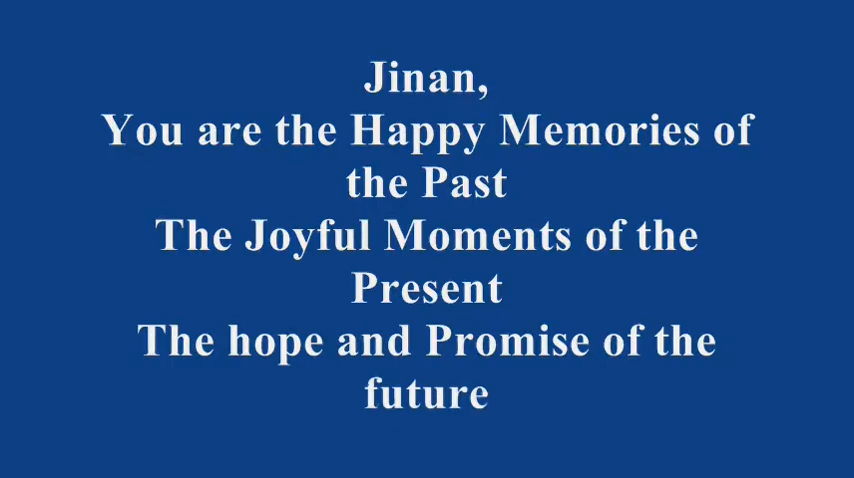 Jinan,
You are the Happy Memories of
the Past
The Joyful Moments of the
Present
The hope and Promise of the
future